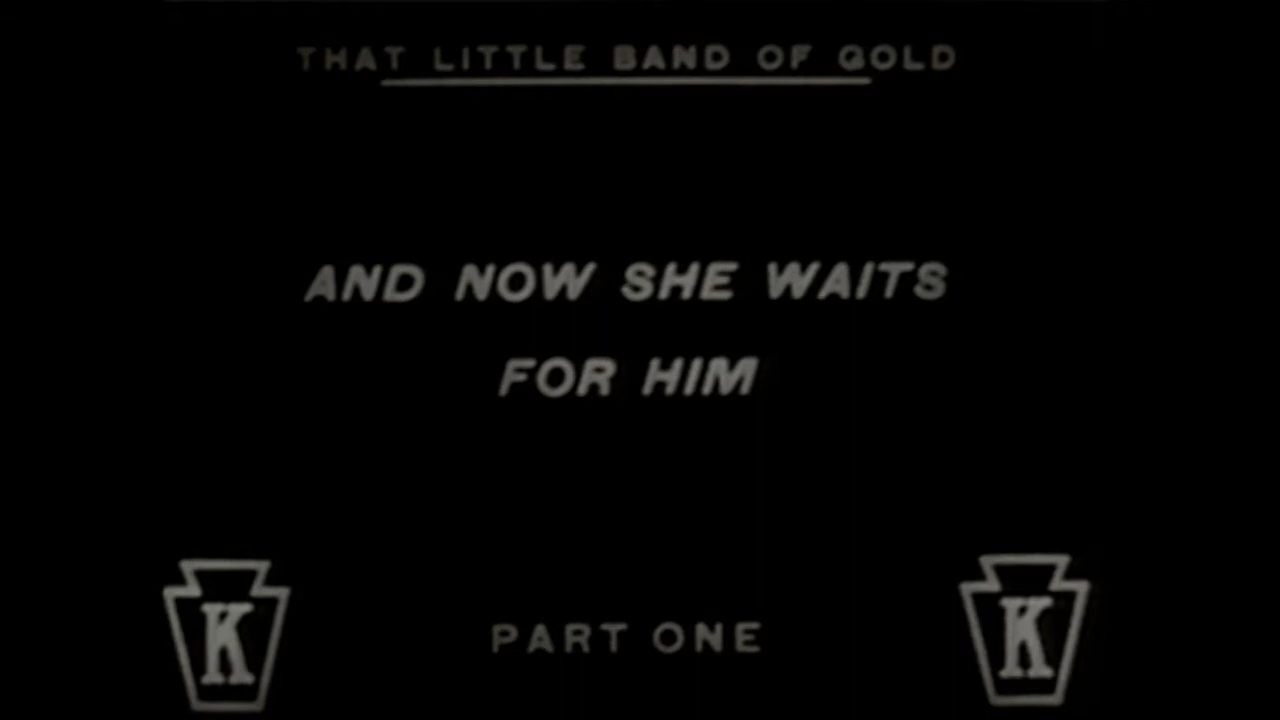 THAT LITTLE BAND OF GOLD
AND NOW SHE WAITS
FOR HIM
K
PART ONE
K